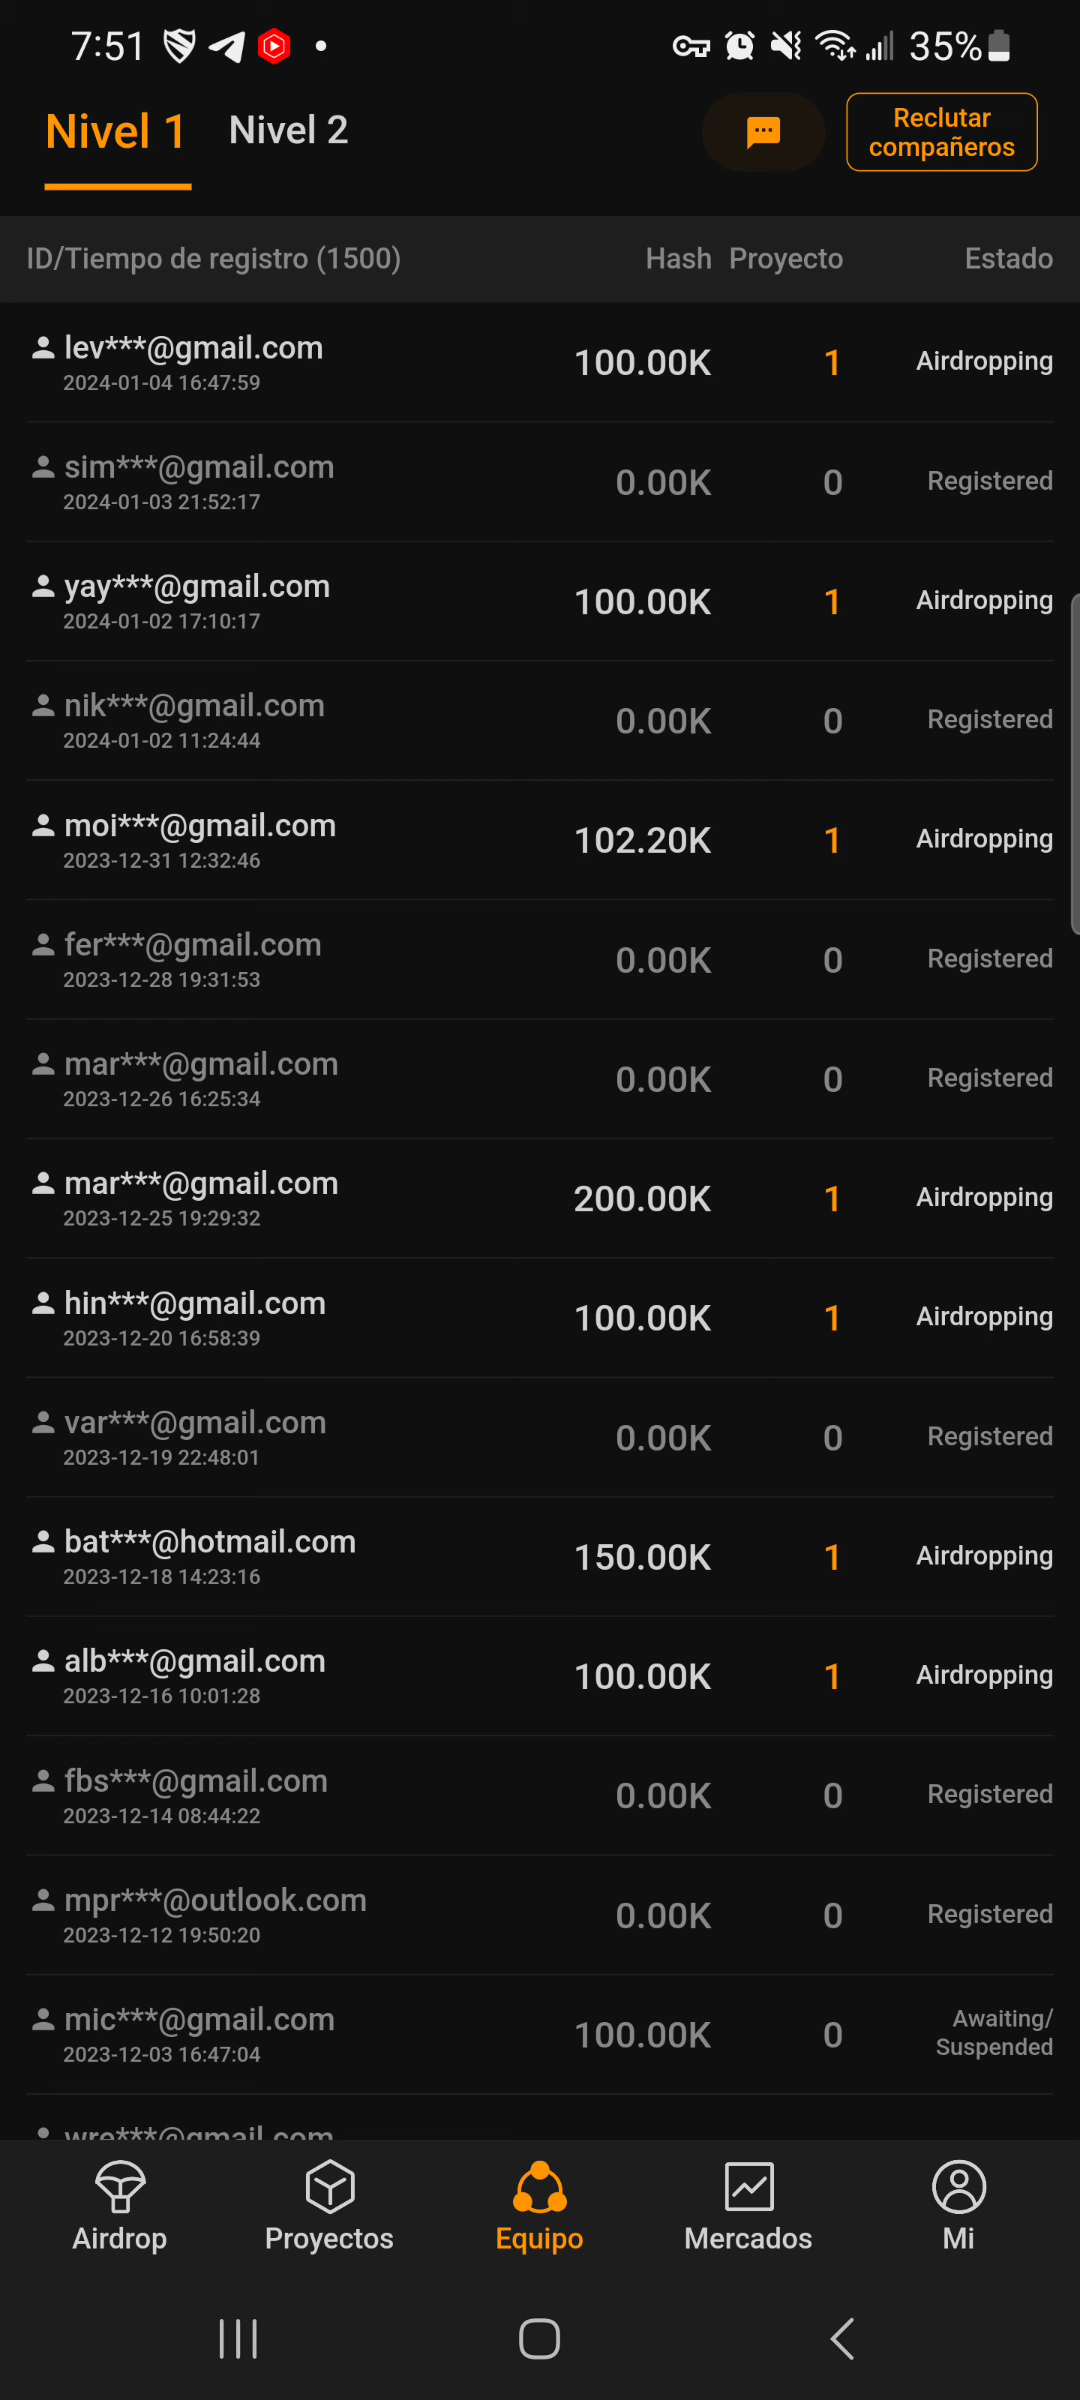 7:51
35%
Nivel 1 Nivel 2
Reclutar
compañeros
ID/Tiempo de registro (1500) Hash Proyecto Estado
lev***@gmail.com 100.00K 1 Airdropping
2024-01-04 16:47:59
sim***@gmail.com 0.00K 0 Registered
2024-01-03 21:52:17
yay***@gmail.com 100.00K 1 Airdropping
2024-01-02 17:10:17
nik***@gmail.com 0.00K 0 Registered
2024-01-02 11:24:44
moi***@gmail.com 102.20K 1 Airdropping
2023-12-31 12:32:46
fer***@gmail.com 0.00K 0 Registered
2023-12-28 19:31:53
mar***@gmail.com 0.00K 0 Registered
2023-12-26 16:25:34
mar***@gmail.com 200.00K 1 Airdropping
2023-12-25 19:29:32
hin***@gmail.com 100.00K 1 Airdropping
2023-12-20 16:58:39
var***@gmail.com 0.00K 0 Registered
2023-12-19 22:48:01
bat***@hotmail.com 150.00K 1 Airdropping
2023-12-18 14:23:16
alb***@gmail.com 100.00K 1 Airdropping
2023-12-16 10:01:28
fbs***@gmail.com 0.00K 0 Registered
2023-12-14 08:44:22
mpr***@outlook.com 0.00K 0 Registered
2023-12-12 19:50:20
mic***@gmail.com 100.00K 0 Awaiting/
Suspended
2023-12-03 16:47:04
wre***@gmail.com
Airdrop Proyectos Equipo Mercados Mi